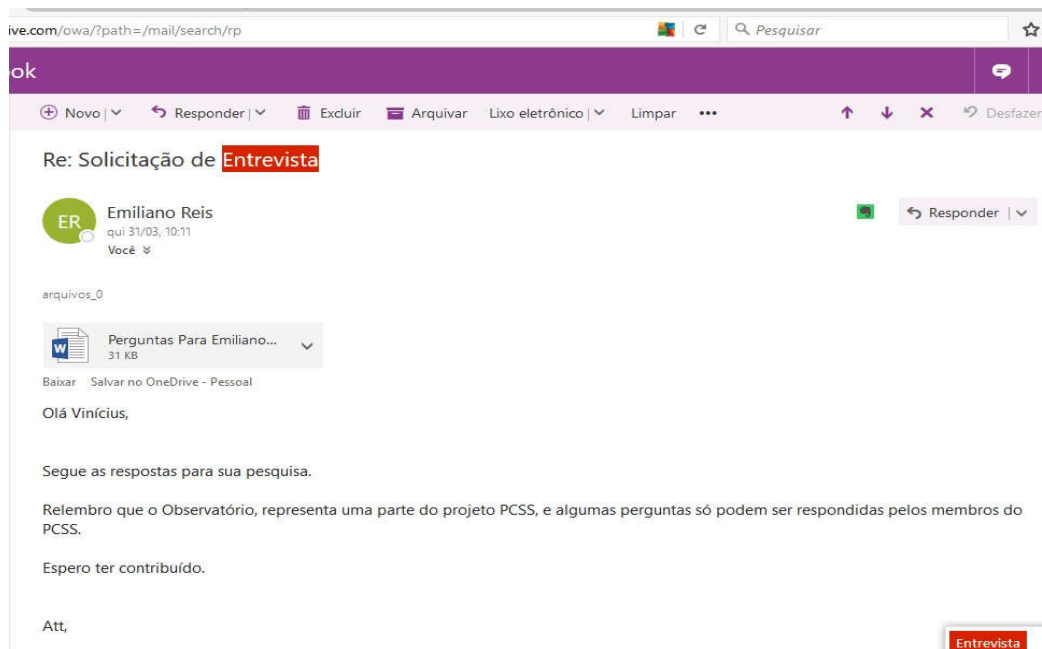 ive.com/owa/?path=/mail/search/rp Pesquisar
ok
Novo | Responder | Excluir Arquivar Lixo eletrônico | Limpar ••• Desfazer
Re: Solicitação de Entrevista
ER
Emiliano Reis
qui 31/03, 10:11
Você
Responder |
arquivos_0
W
Perguntas Para Emiliano...
31 KB
Baixar Salvar no OneDrive - Pessoal
Olá Vinícius,
Segue as respostas para sua pesquisa.
Relembro que o Observatório, representa uma parte do projeto PCSS, e algumas perguntas só podem ser respondidas pelos membros do
PCSS.
Espero ter contribuído.
Att,
Entrevista